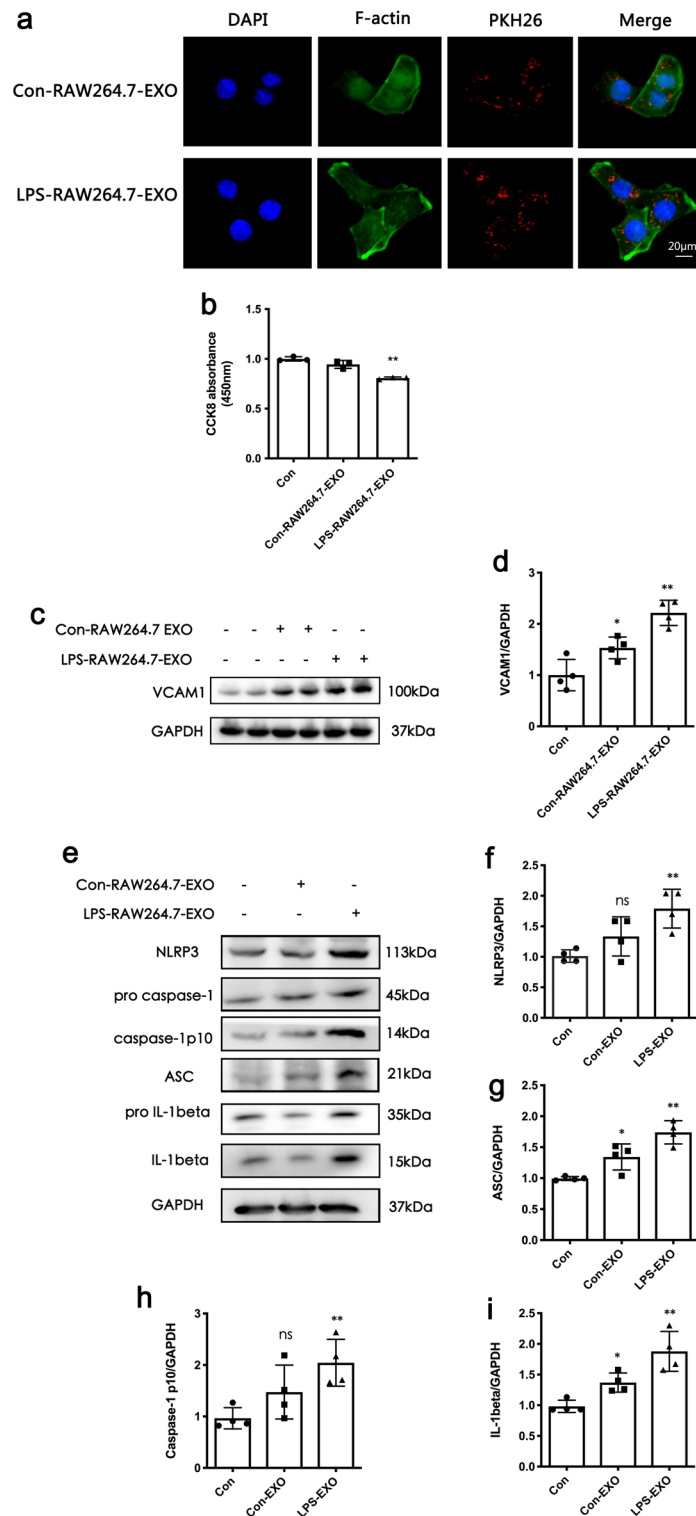 a
DAPI F-actin PKH26 Merge
Con-RAW264.7-EXO
LPS-RAW264.7-EXO
20μm
b
CCK8 absorbance
(450nm)
1.5
1.0
0.5
0.0
**
Con
Con-RAW264.7-EXO
LPS-RAW264.7-EXO
c
Con-RAW264.7 EXO - - + + - -
LPS-RAW264.7-EXO - - - - + +
VCAM1 100kDa
GAPDH 37kDa
d
VCAM1/GAPDH
3
2
1
0
* **
Con
Con-RAW264.7-EXO
LPS-RAW264.7-EXO
e
Con-RAW264.7-EXO - + -
LPS-RAW264.7-EXO - - +
NLRP3 113kDa
pro caspase-1 45kDa
caspase-1p10 14kDa
ASC 21kDa
pro IL-1beta 35kDa
IL-1beta 15kDa
GAPDH 37kDa
f
NLRP3/GAPDH
2.5
2.0
1.5
1.0
0.5
0.0
ns **
Con
Con-EXO
LPS-EXO
g
ASC/GAPDH
2.5
2.0
1.5
1.0
0.5
0.0
* **
Con
Con-EXO
LPS-EXO
h
Caspase-1 p10/GAPDH
3
2
1
0
ns **
Con
Con-EXO
LPS-EXO
i
IL-1beta/GAPDH
2.5
2.0
1.5
1.0
0.5
0.0
* **
Con
Con-EXO
LPS-EXO